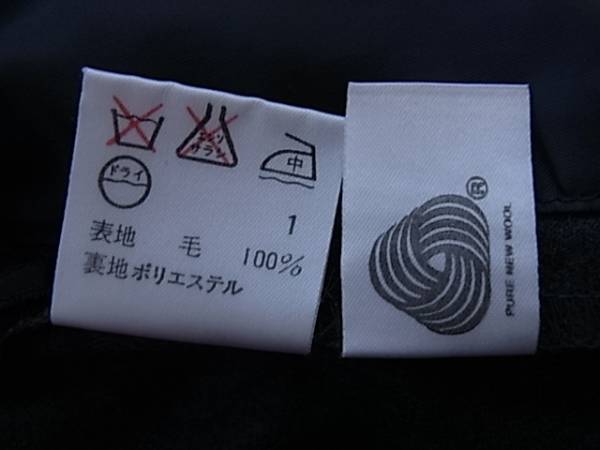 エンソ
サラシ
中
ドライ
1
表地 毛 100%
裏地ポリエステル
®
PURE NEW WOOL